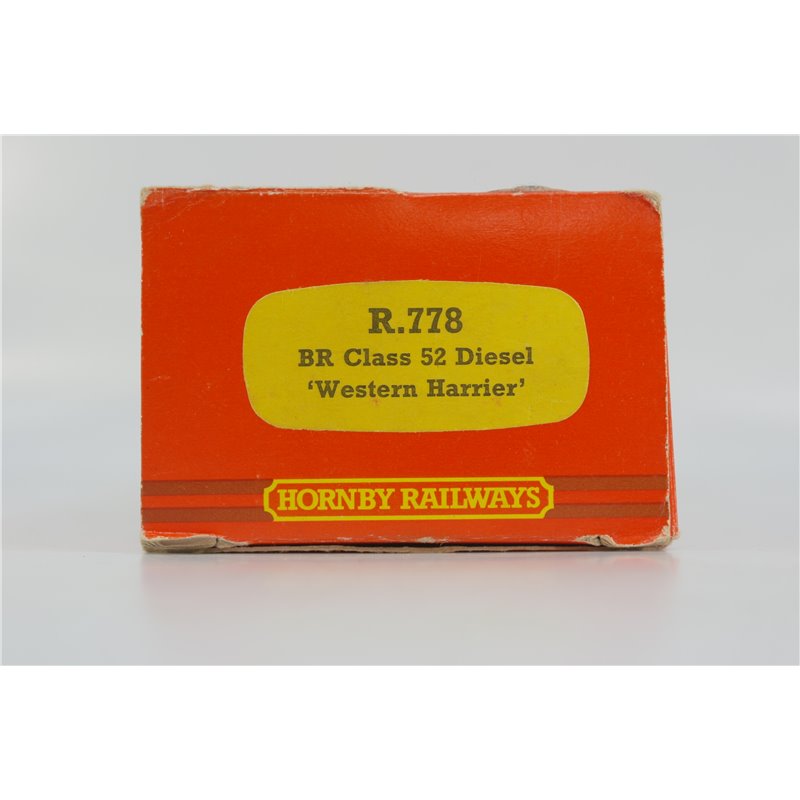 R.778
BR Class 52 Diesel
‘Western Harrier’
HORNBY RAILWAYS